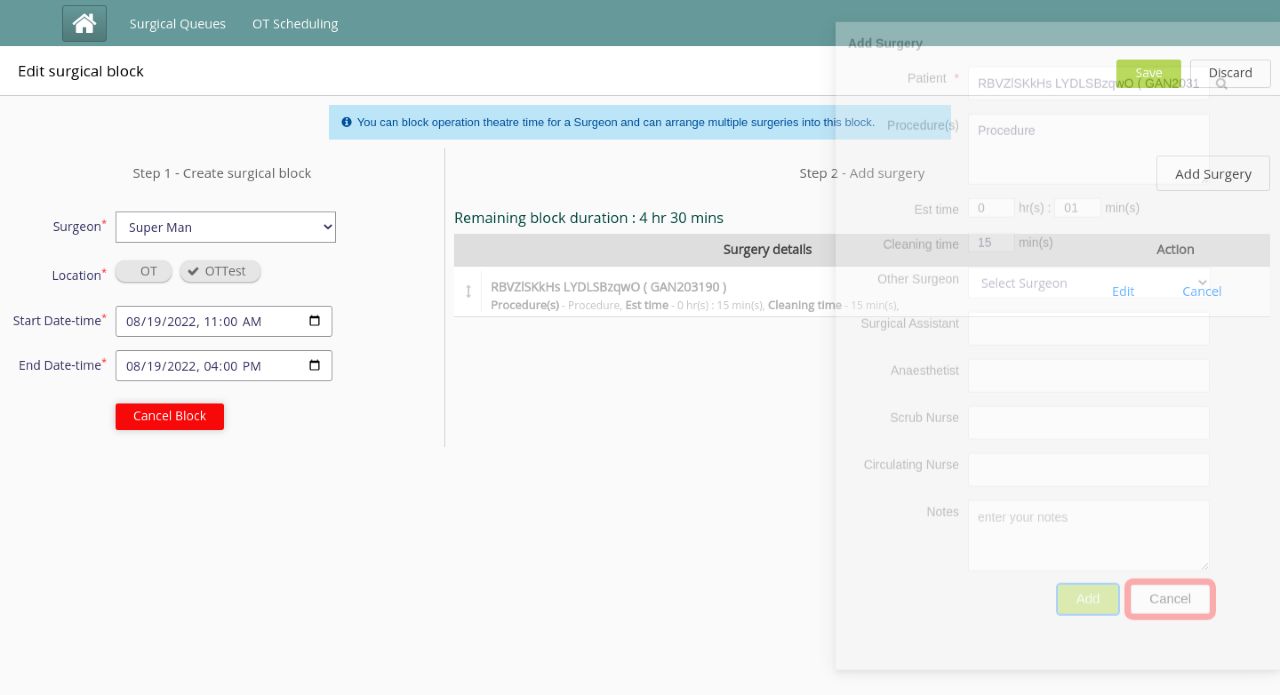 Surgical Queues OT Scheduling
Add Surgery
Edit surgical block
Save Discard
Patient * RBVZlSKkHs LYDLSBzqwO ( GAN2031
You can block operation theatre time for a Surgeon and can arrange multiple surgeries into this block.
Procedure(s) Procedure
Step 1 - Create surgical block
Step 2 - Add surgery
Add Surgery
Est time 0 hr(s) : 01 min(s)
Surgeon* Super Man
Remaining block duration : 4 hr 30 mins
Cleaning time 15 min(s)
Surgery details Action
Location* OT OTTest
Other Surgeon Select Surgeon
RBVZlSKkHs LYDLSBzqwO ( GAN203190 )
Edit Cancel
Procedure(s) - Procedure, Est time - 0 hr(s) : 15 min(s), Cleaning time - 15 min(s),
Start Date-time* 08/19/2022, 11:00 AM
Surgical Assistant
End Date-time* 08/19/2022, 04:00 PM
Anaesthetist
Cancel Block
Scrub Nurse
Circulating Nurse
Notes enter your notes
Add Cancel